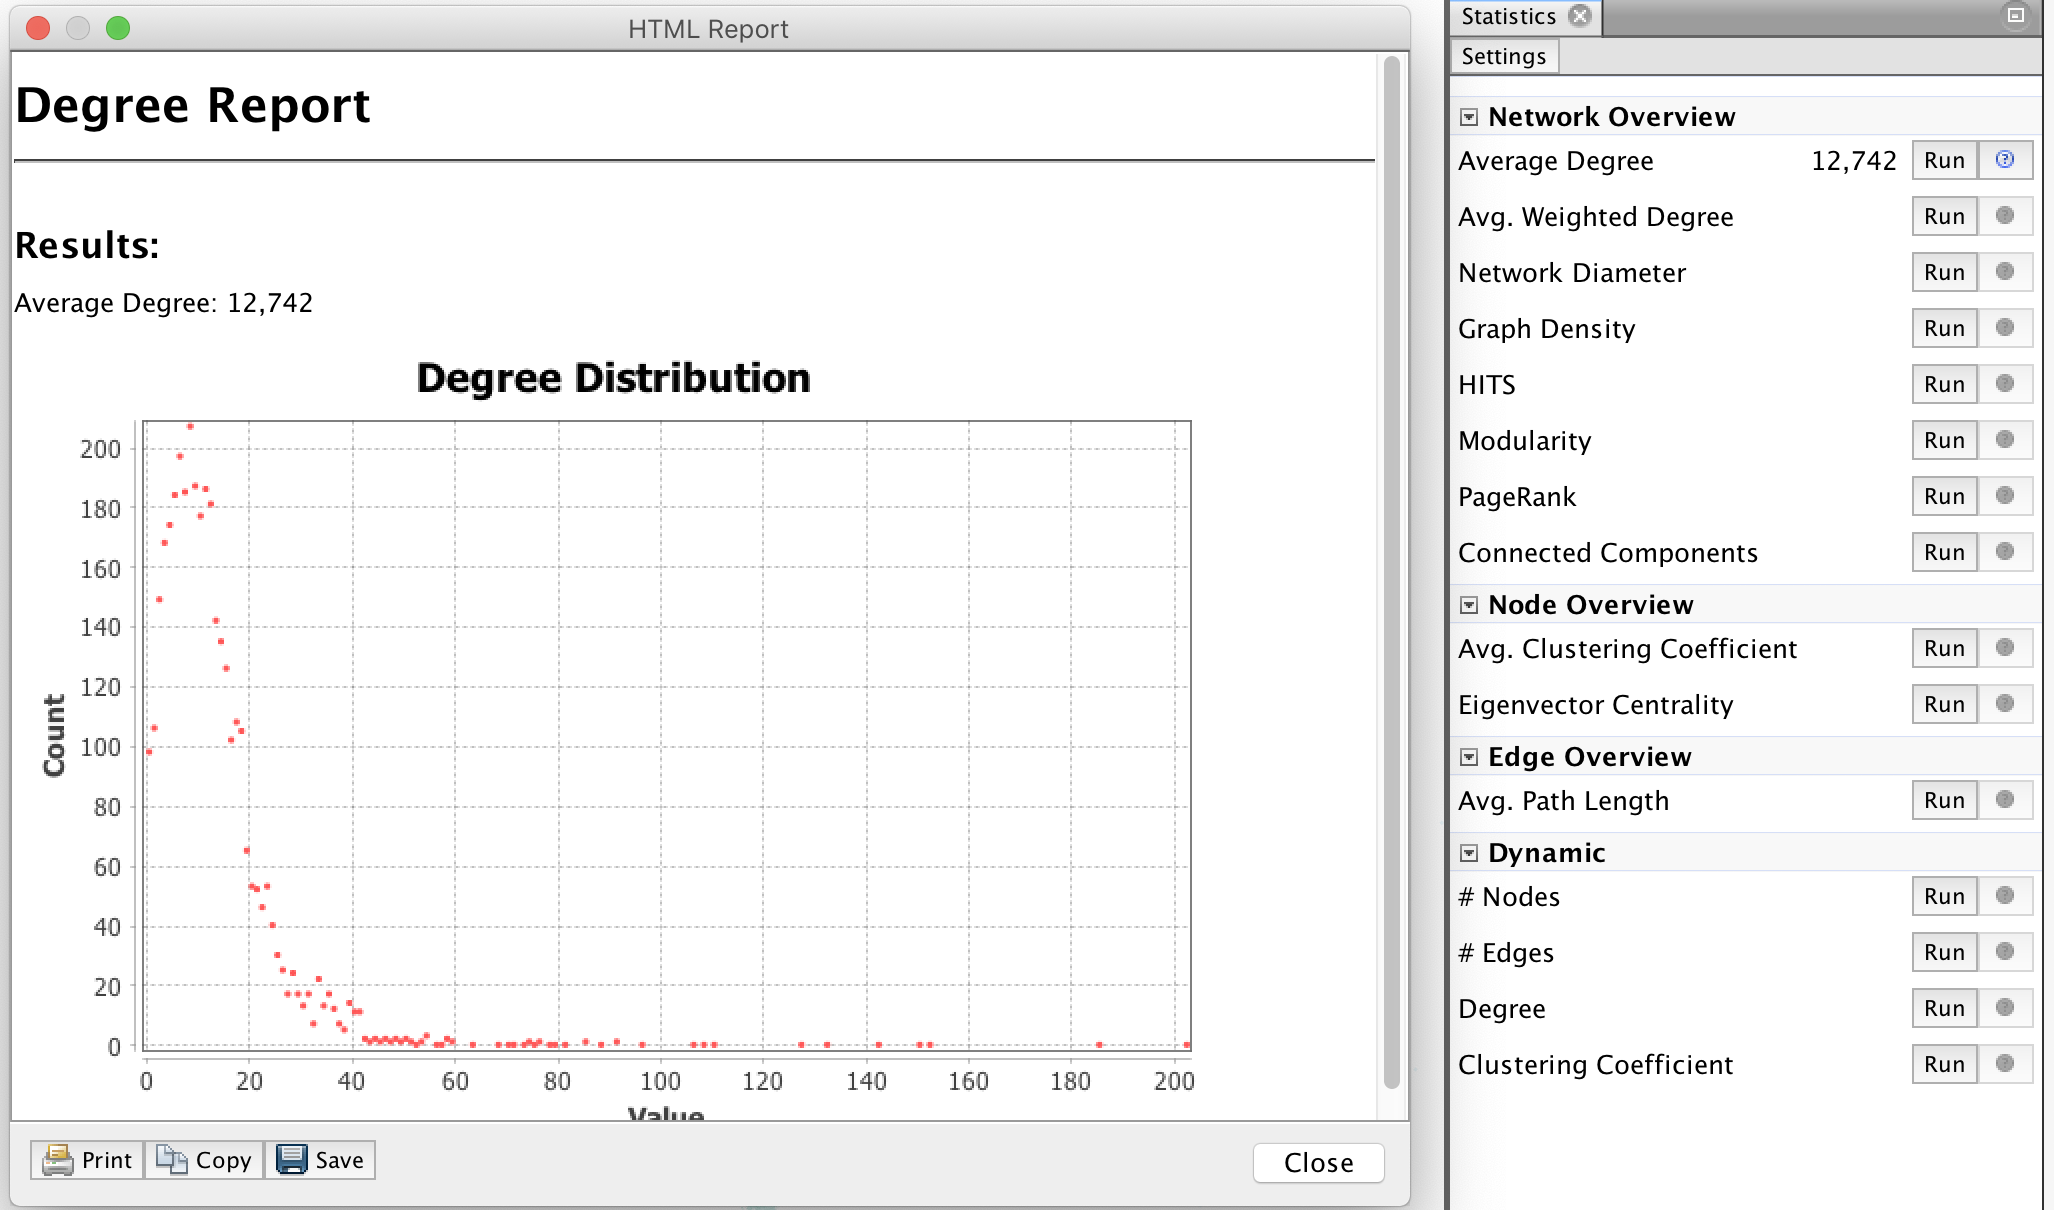 HTML Report
Degree Report
Results:
Average Degree: 12,742
Degree Distribution
Count
200
180
160
140
120
100
80
60
40
20
0
0 20 40 60 80 100 120 140 160 180 200
Value
Print Copy Save Close
Statistics
Settings
Network Overview
Average Degree 12,742 Run
Avg. Weighted Degree Run
Network Diameter Run
Graph Density Run
HITS Run
Modularity Run
PageRank Run
Connected Components Run
Node Overview
Avg. Clustering Coefficient Run
Eigenvector Centrality Run
Edge Overview
Avg. Path Length Run
Dynamic
# Nodes Run
# Edges Run
Degree Run
Clustering Coefficient Run